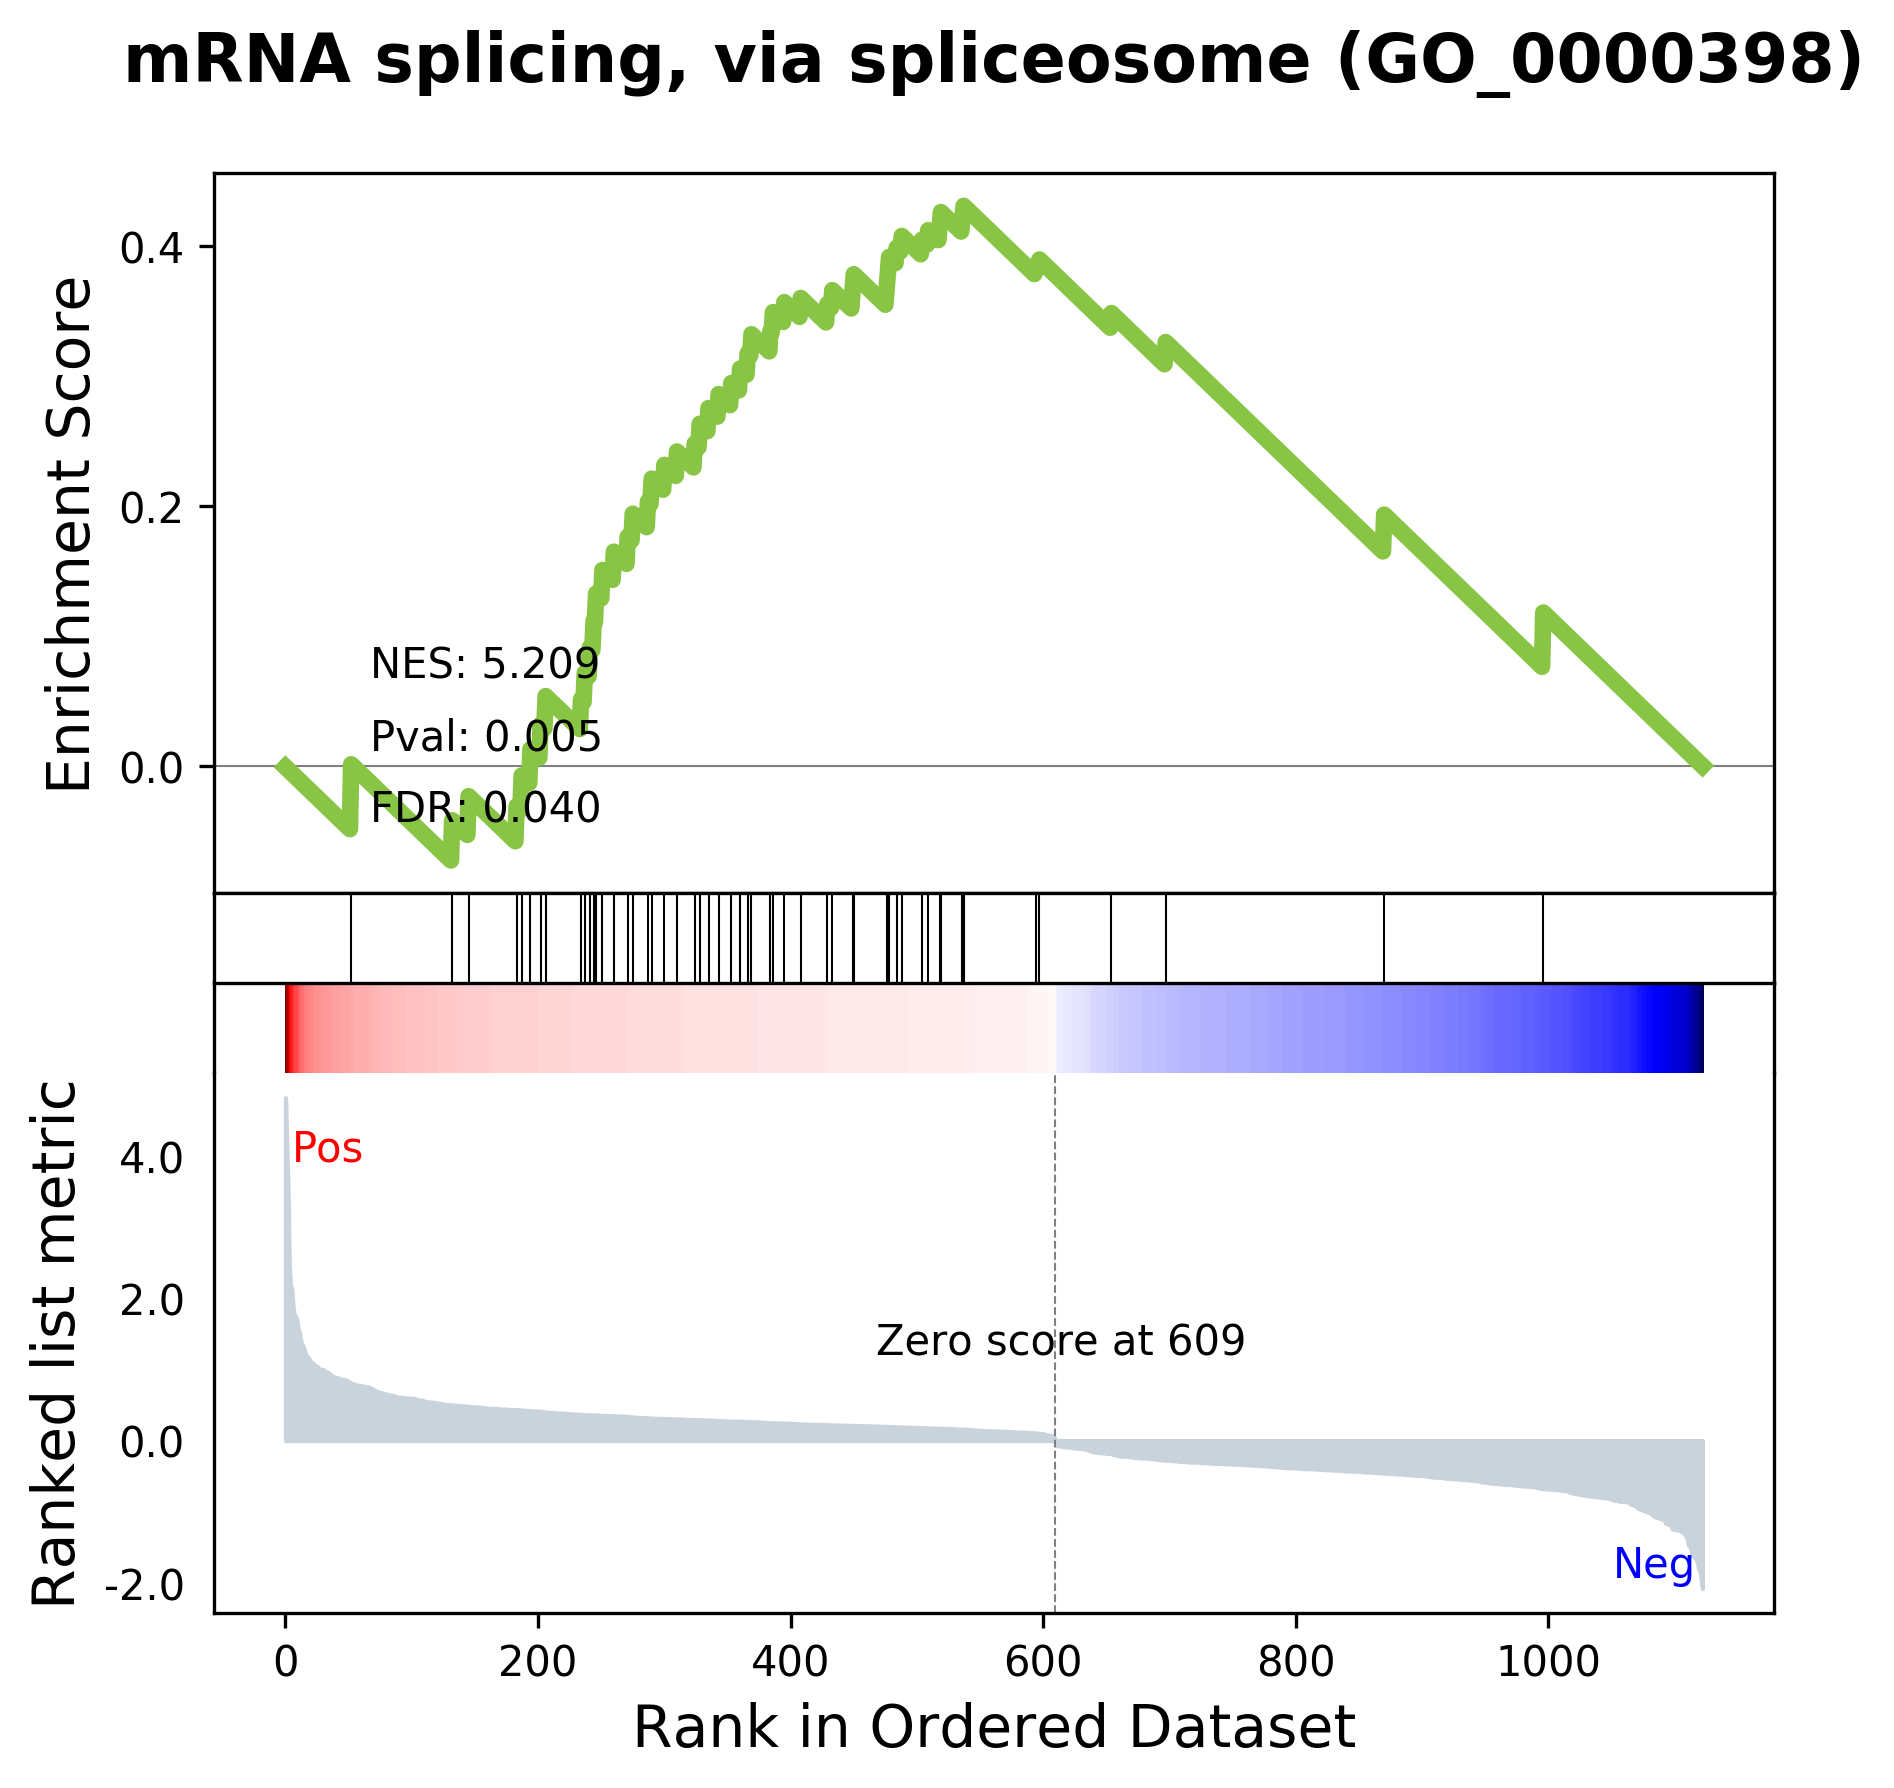 mRNA splicing, via spliceosome (GO_0000398)
Enrichment Score
0.4
0.2
0.0
NES: 5.209
Pval: 0.005
FDR: 0.040
Ranked list metric
4.0
2.0
0.0
-2.0
Pos
Zero score at 609
Neg
0 200 400 600 800 1000
Rank in Ordered Dataset